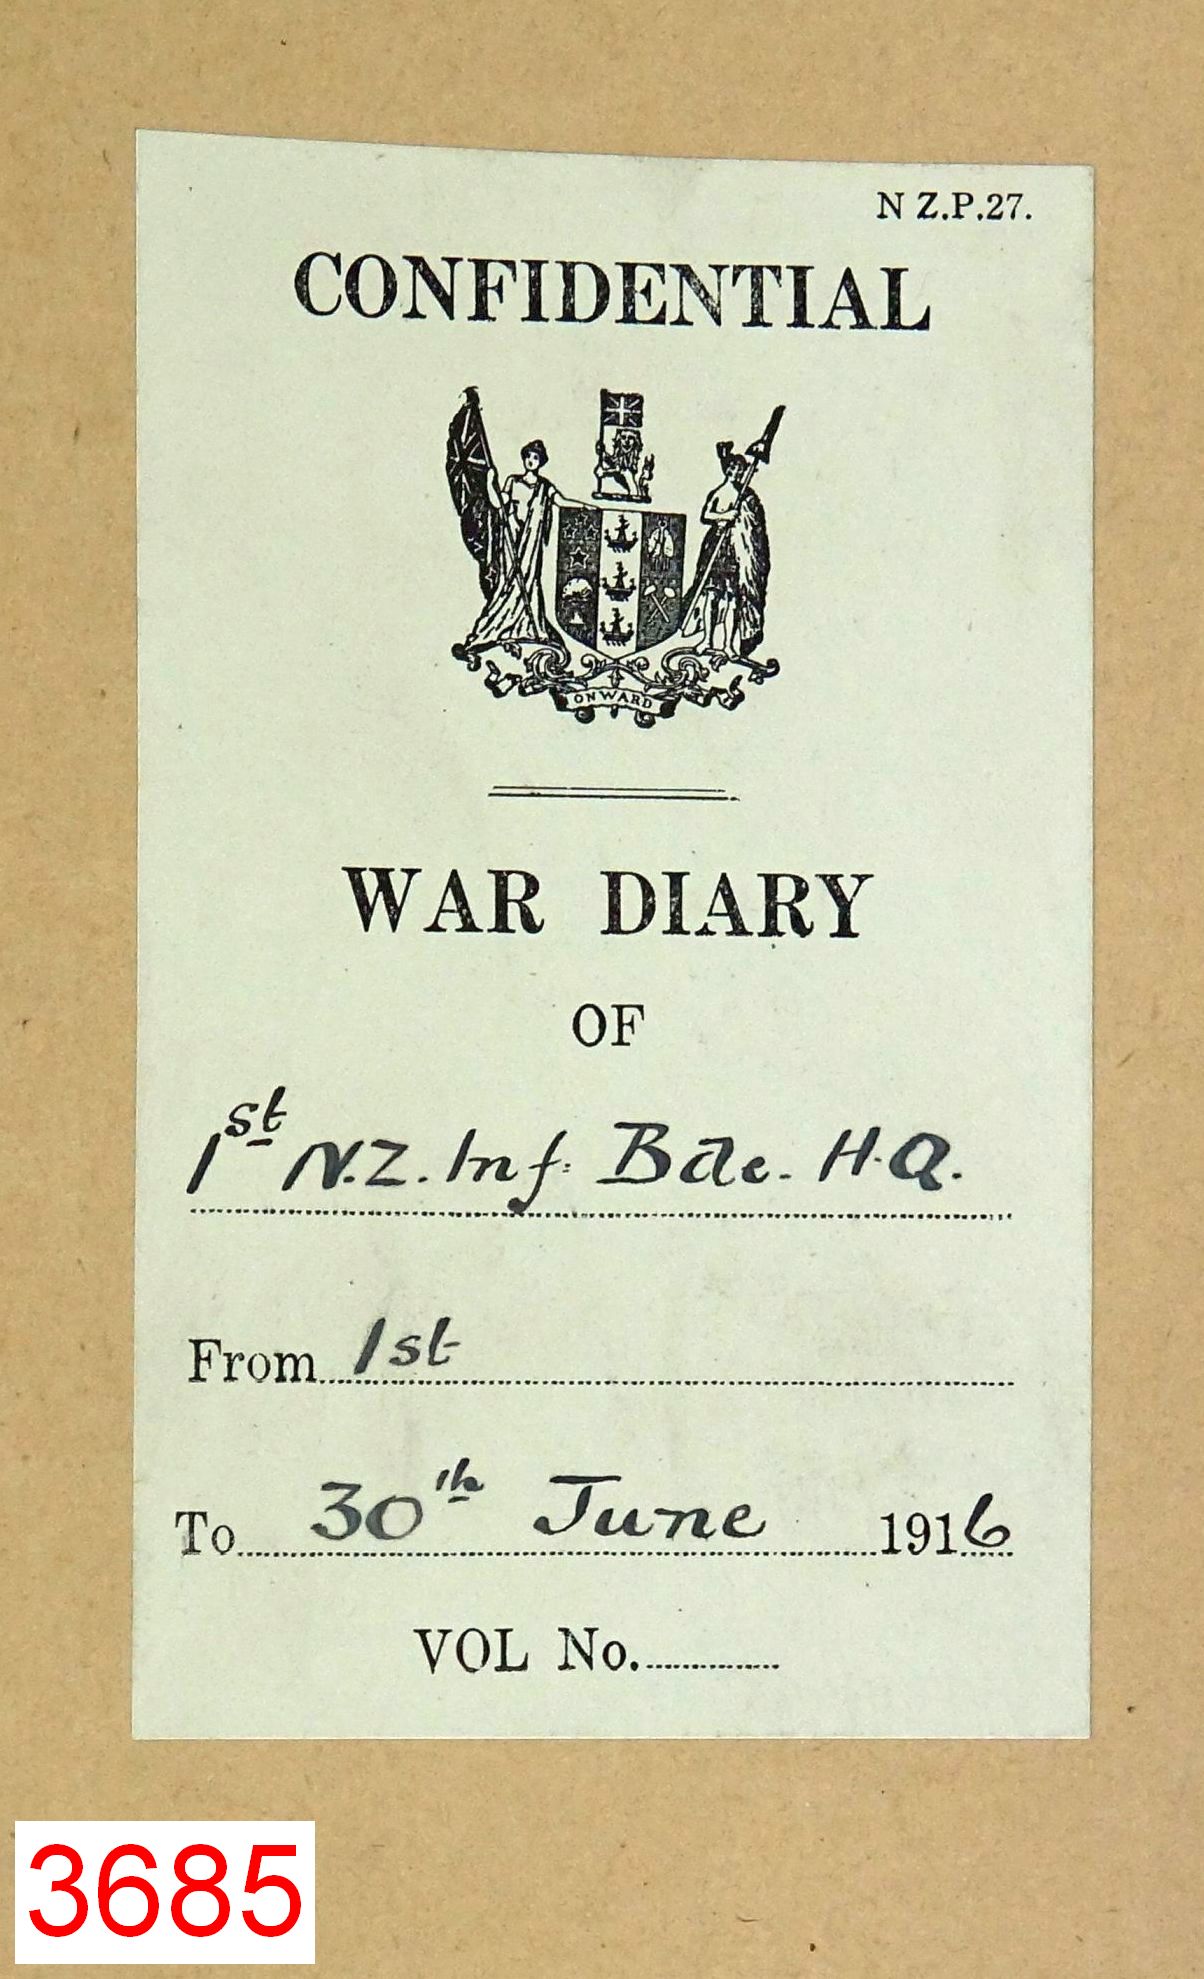 N Z.P.27.
CONFIDENTIAL
ONWARD
WAR DIARY
OF
1st N.Z. Inf: Bde. H.Q.
From 1st
To 30th June 1916
VOL No.
3685